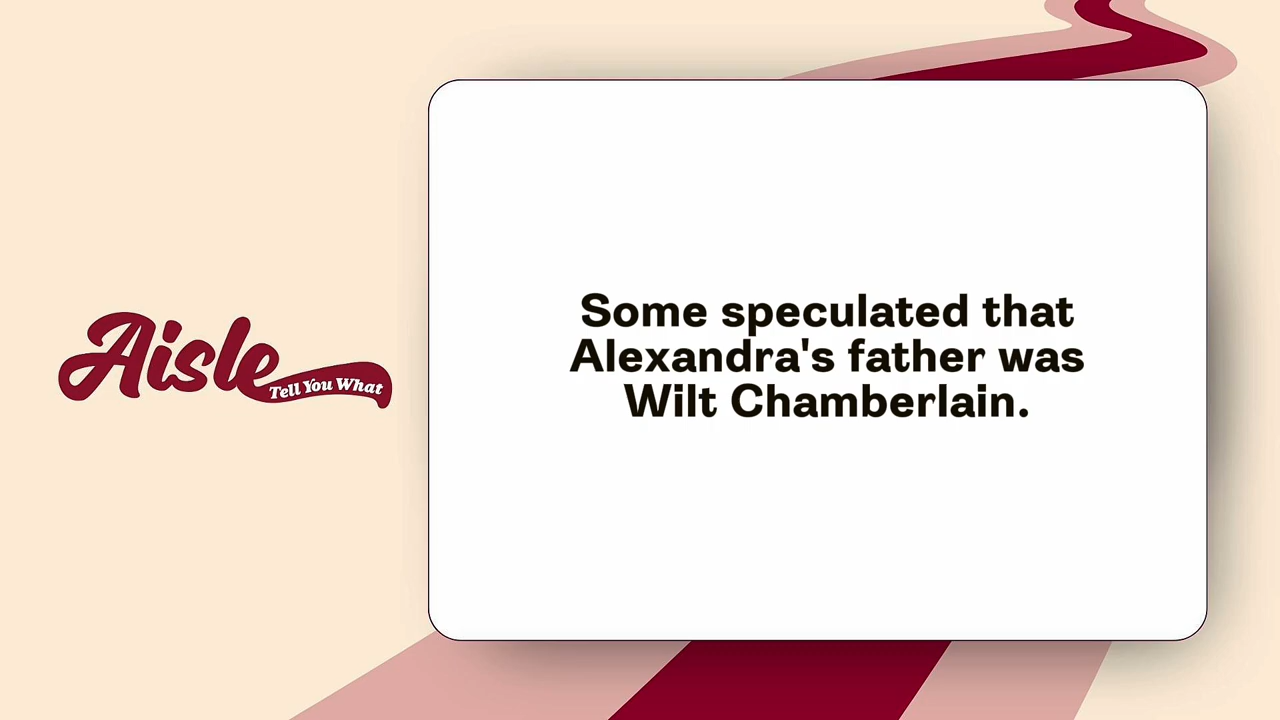 Aisle
Tell You What
Some speculated that
Alexandra's father was
Wilt Chamberlain.